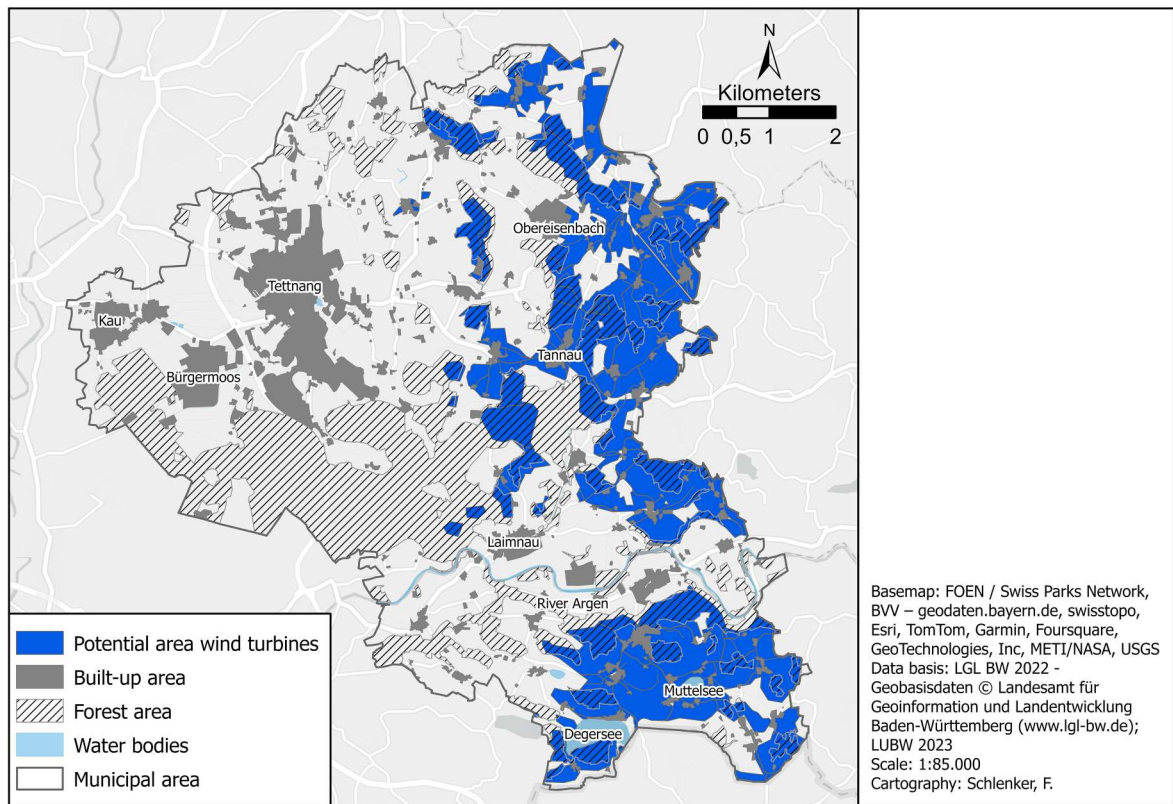 N
Kilometers
0 0,5 1 2
Obereisenbach
Tettnang
Kau
Tannau
Bürgermoos
Laimnau
River Argen
Muttelsee
Degersee
Potential area wind turbines
Built-up area
Forest area
Water bodies
Municipal area
Basemap: FOEN / Swiss Parks Network,
BVV – geodaten.bayern.de, swisstopo,
Esri, TomTom, Garmin, Foursquare,
GeoTechnologies, Inc, METI/NASA, USGS
Data basis: LGL BW 2022 -
Geobasisdaten © Landesamt für
Geoinformation und Landentwicklung
Baden-Württemberg (www.lgl-bw.de);
LUBW 2023
Scale: 1:85.000
Cartography: Schlenker, F.